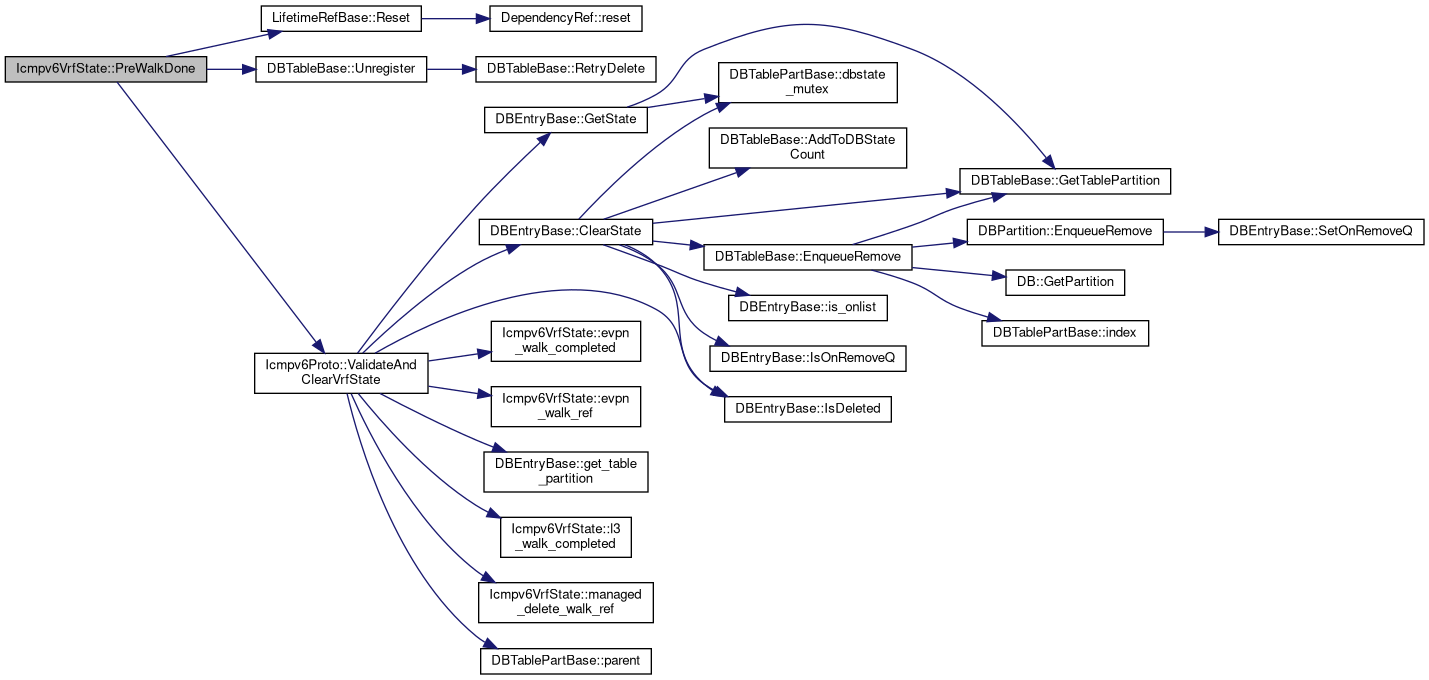 LifetimeRefBase::Reset
DependencyRef::reset
Icmpv6VrfState::PreWalkDone
DBTableBase::Unregister
DBTableBase::RetryDelete
DBTablePartBase::dbstate
_mutex
DBEntryBase::GetState
DBTableBase::AddToDBState
Count
DBTableBase::GetTablePartition
DBEntryBase::ClearState
DBPartition::EnqueueRemove
DBEntryBase::SetOnRemoveQ
DBTableBase::EnqueueRemove
DB::GetPartition
DBEntryBase::is_onlist
DBTablePartBase::index
Icmpv6VrfState::evpn
_walk_completed
DBEntryBase::IsOnRemoveQ
Icmpv6Proto::ValidateAnd
ClearVrfState
Icmpv6VrfState::evpn
_walk_ref
DBEntryBase::IsDeleted
DBEntryBase::get_table
_partition
Icmpv6VrfState::l3
_walk_completed
Icmpv6VrfState::managed
_delete_walk_ref
DBTablePartBase::parent